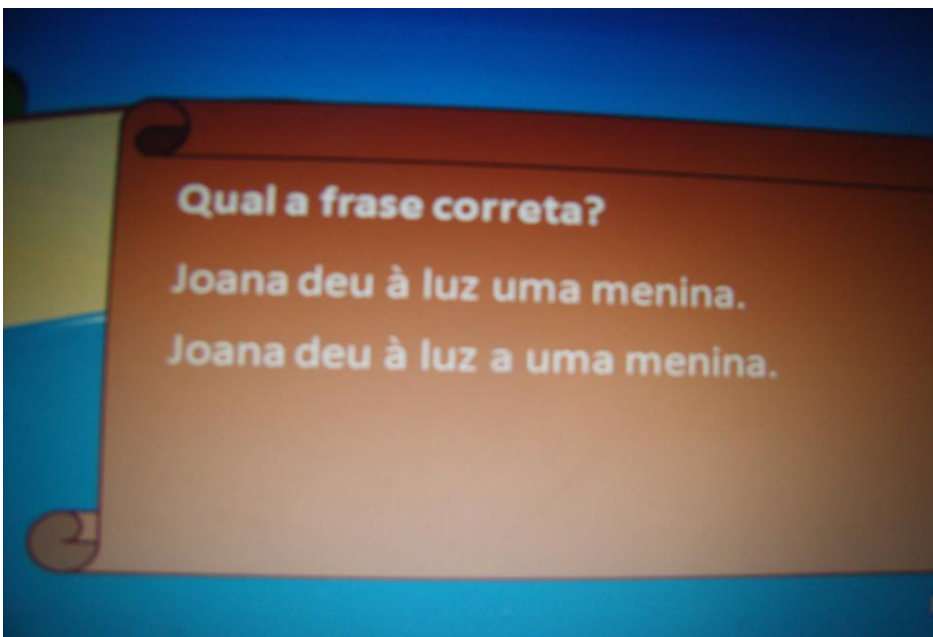 Qual a frase correta?
Joana deu à luz uma menina.
Joana deu à luz a uma menina.